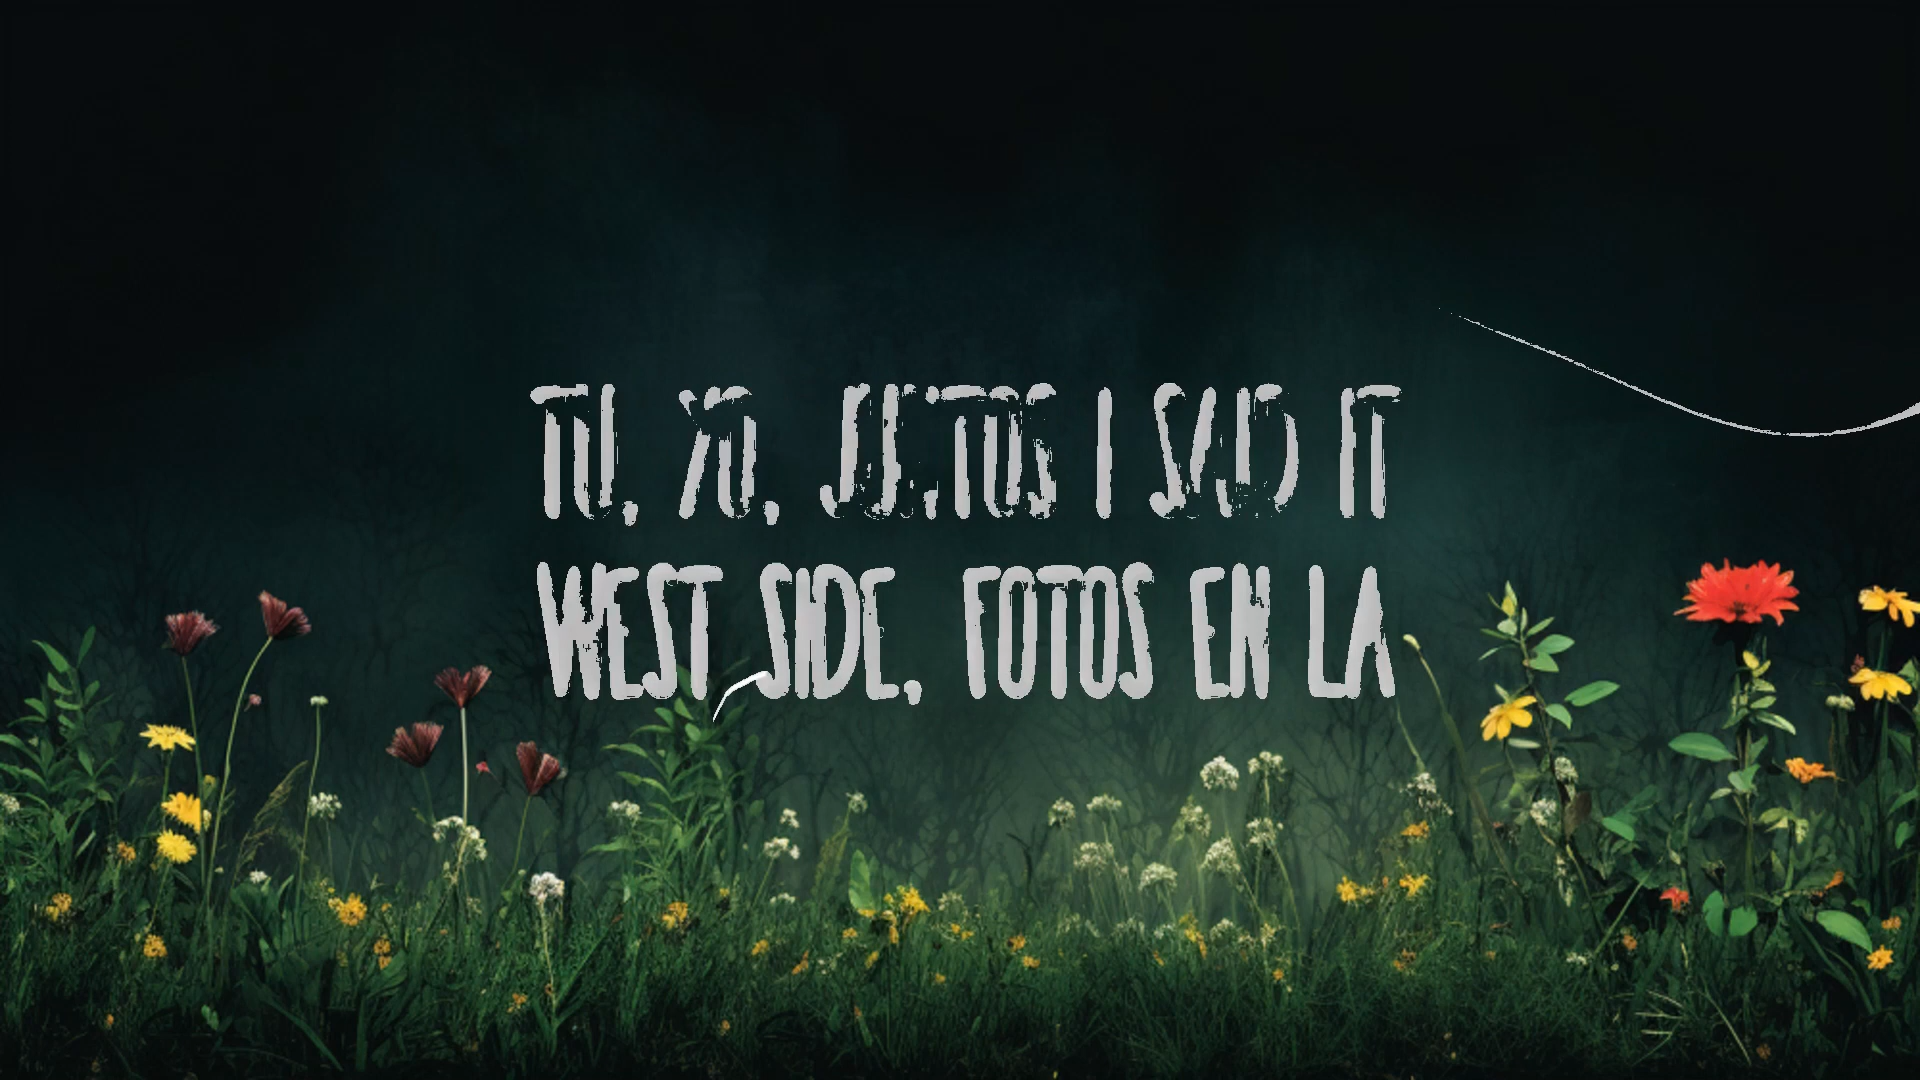 TU, YO, JUNTOS I SAID IT
WEST SIDE, FOTOS EN LA